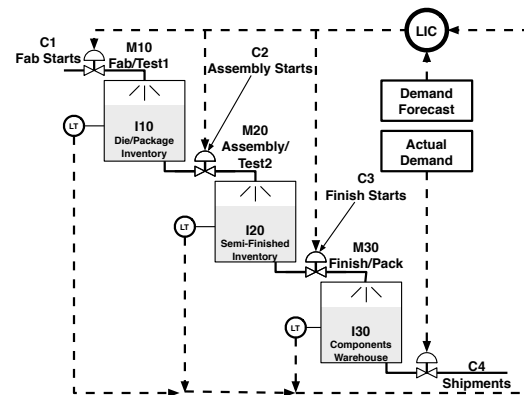 C1
Fab Starts
M10
Fab/Test1
C2
Assembly Starts
LIC
Demand
Forecast
Actual
Demand
LT
I10
Die/Package
Inventory
M20
Assembly/
Test2
C3
Finish Starts
LT
I20
Semi-Finished
Inventory
M30
Finish/Pack
LT
I30
Components
Warehouse
C4
Shipments